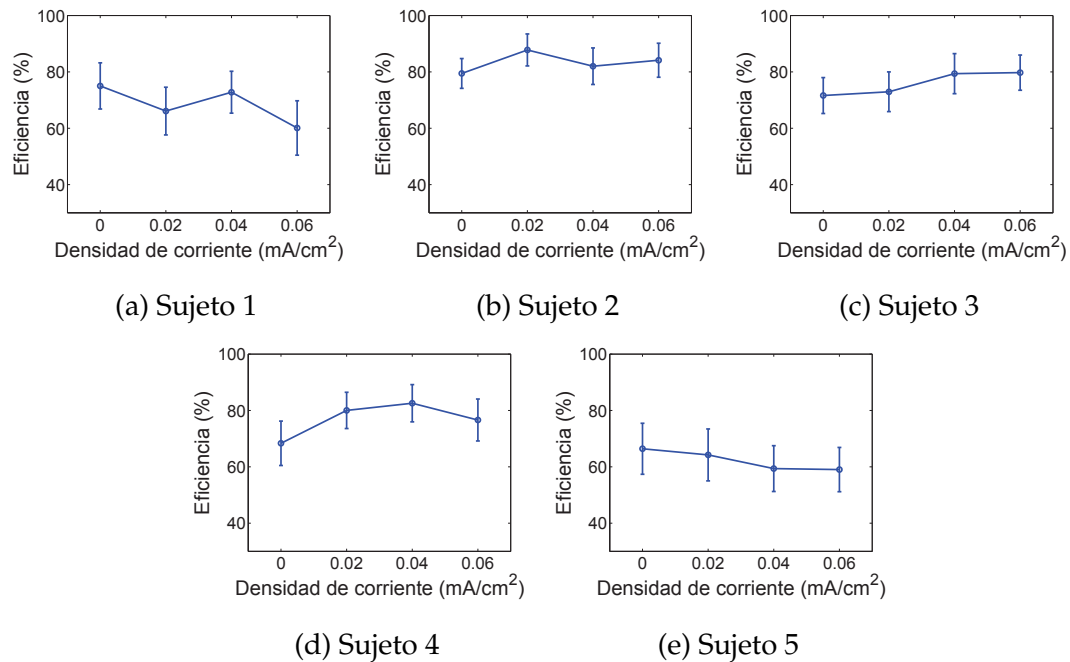 100
80
60
40
Eficiencia (%)
0 0.02 0.04 0.06
Densidad de corriente (mA/cm²)
(a) Sujeto 1
100
80
60
40
Eficiencia (%)
0 0.02 0.04 0.06
Densidad de corriente (mA/cm²)
(b) Sujeto 2
100
80
60
40
Eficiencia (%)
0 0.02 0.04 0.06
Densidad de corriente (mA/cm²)
(c) Sujeto 3
100
80
60
40
Eficiencia (%)
0 0.02 0.04 0.06
Densidad de corriente (mA/cm²)
(d) Sujeto 4
100
80
60
40
Eficiencia (%)
0 0.02 0.04 0.06
Densidad de corriente (mA/cm²)
(e) Sujeto 5